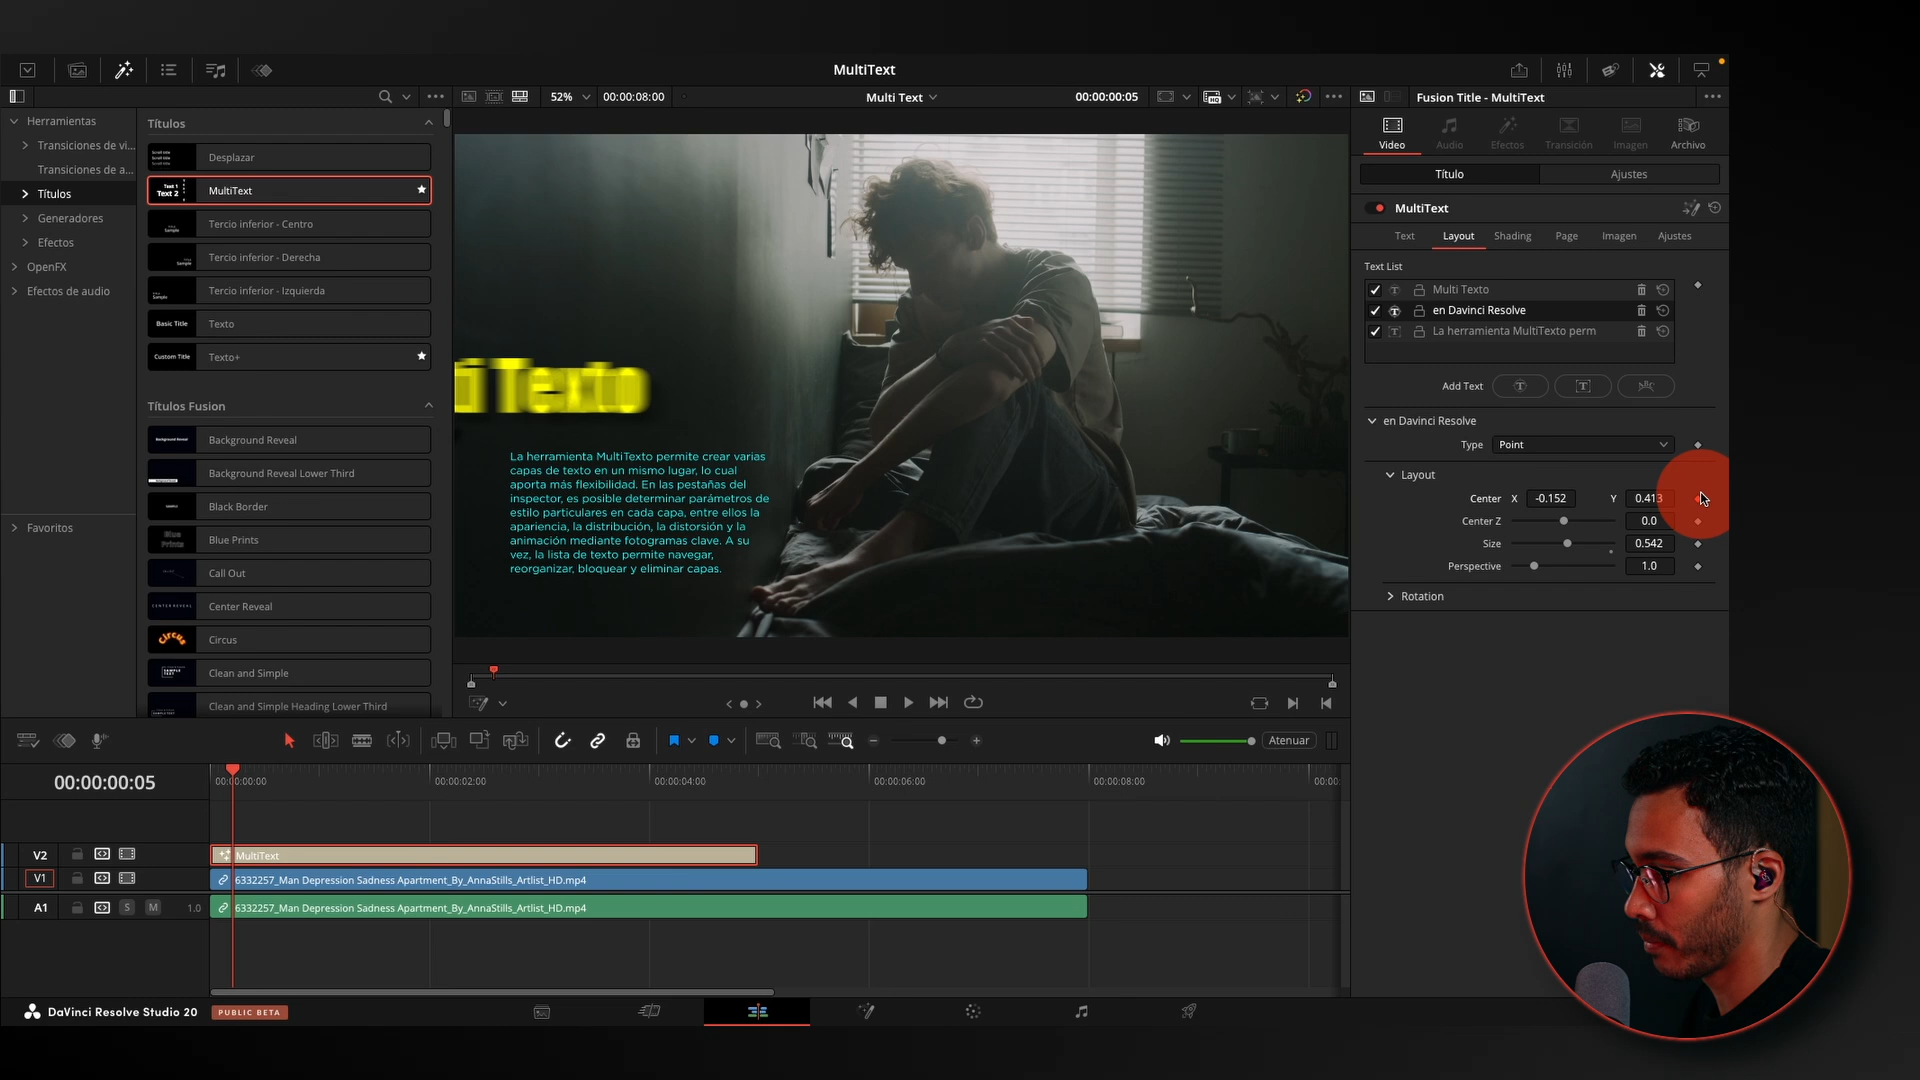 MultiText
52%
00:00:08:00
Multi Text
00:00:00:05
Fusion Title - MultiText
Herramientas
Transiciones de vi...
Transiciones de a...
Títulos
Generadores
Efectos
OpenFX
Efectos de audio
Favoritos
Títulos
Desplazar
MultiText
Tercio inferior - Centro
Tercio inferior - Derecha
Tercio inferior - Izquierda
Basic Title
Texto
Custom Title
Texto+
Títulos Fusion
Background Reveal
Background Reveal Lower Third
Black Border
Blue Prints
Call Out
Center Reveal
Circus
Clean and Simple
Clean and Simple Heading Lower Third
i Texto
La herramienta MultiTexto permite crear varias
capas de texto en un mismo lugar, lo cual
aporta más flexibilidad. En las pestañas del
inspector, es posible determinar parámetros de
estilo particulares en cada capa, entre ellos la
apariencia, la distribución, la distorsión y la
animación mediante fotogramas clave. A su
vez, la lista de texto permite navegar,
reorganizar, bloquear y eliminar capas.
Video
Audio
Efectos
Transición
Imagen
Archivo
Título
Ajustes
MultiText
Text
Layout
Shading
Page
Imagen
Ajustes
Text List
Multi Texto
en Davinci Resolve
La herramienta MultiTexto perm
Add Text
en Davinci Resolve
Type
Point
Layout
Center X -0.152 Y 0.413
Center Z 0.0
Size 0.542
Perspective 1.0
Rotation
Atenuar
00:00:00:05
00:00:00:00
00:00:02:00
00:00:04:00
00:00:06:00
00:00:08:00
00:00:
V2
MultiText
V1
6332257_Man Depression Sadness Apartment_By_AnnaStills_Artlist_HD.mp4
A1
S
M
1.0
6332257_Man Depression Sadness Apartment_By_AnnaStills_Artlist_HD.mp4
DaVinci Resolve Studio 20
PUBLIC BETA